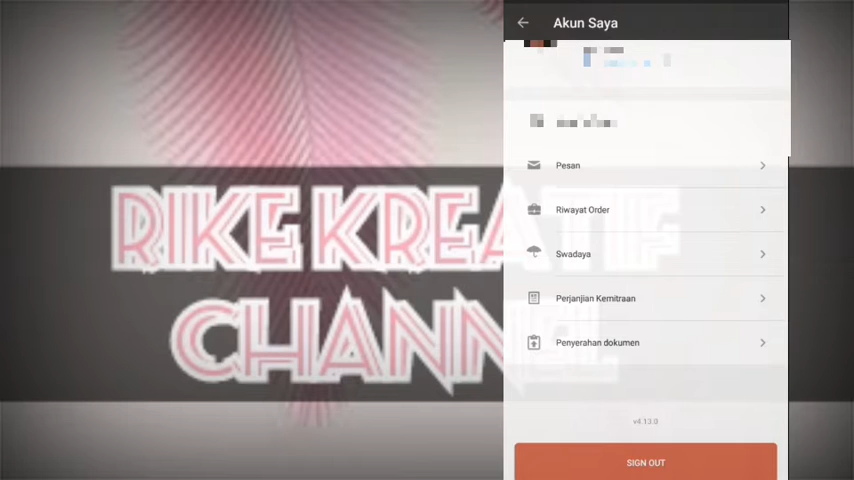 RIKE KREATIF
CHANNEL
Akun Saya
Pesan
Riwayat Order
Swadaya
Perjanjian Kemitraan
Penyerahan dokumen
v4.13.0
SIGN OUT